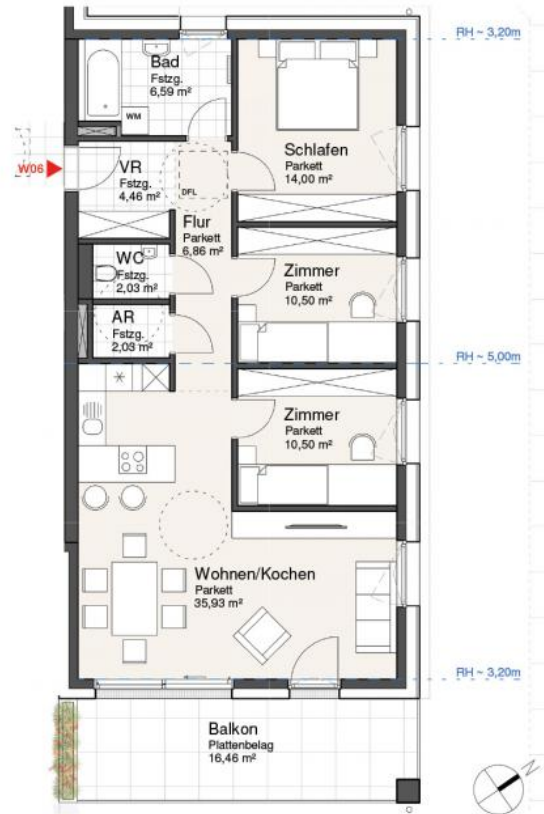 RH ~ 3,20m
Bad
Fstzg.
6,59 m²
WM
Schlafen
Parkett
14,00 m²
W06
VR
Fstzg.
4,46 m²
DFL
Flur
Parkett
6,86 m²
WC
Fstzg.
2,03 m²
Zimmer
Parkett
10,50 m²
AR
Fstzg.
2,03 m²
RH ~ 5,00m
Zimmer
Parkett
10,50 m²
Wohnen/Kochen
Parkett
35,93 m²
RH ~ 3,20m
Balkon
Plattenbelag
16,46 m²
N